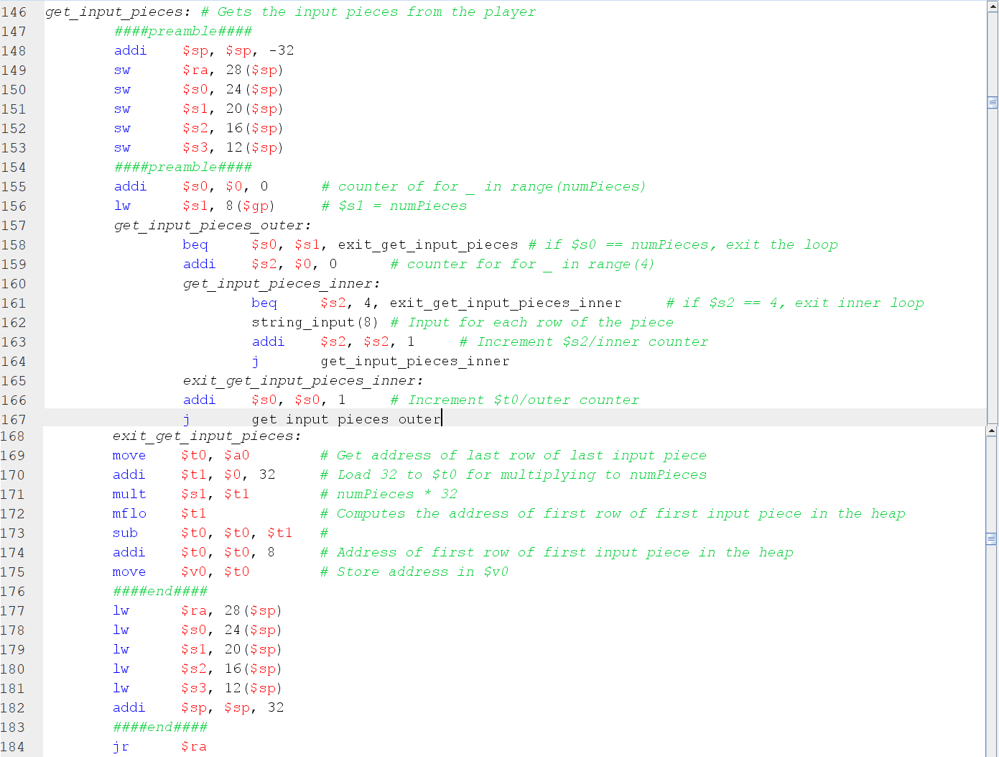 146 get_input_pieces: # Gets the input pieces from the player
147 ####preamble####
148 addi $sp, $sp, -32
149 sw $ra, 28($sp)
150 sw $s0, 24($sp)
151 sw $s1, 20($sp)
152 sw $s2, 16($sp)
153 sw $s3, 12($sp)
154 ####preamble####
155 addi $s0, $0, 0 # counter of for _ in range(numPieces)
156 lw $s1, 8($gp) # $s1 = numPieces
157 get_input_pieces_outer:
158 beq $s0, $s1, exit_get_input_pieces # if $s0 == numPieces, exit the loop
159 addi $s2, $0, 0 # counter for for _ in range(4)
160 get_input_pieces_inner:
161 beq $s2, 4, exit_get_input_pieces_inner # if $s2 == 4, exit inner loop
162 string_input(8) # Input for each row of the piece
163 addi $s2, $s2, 1 # Increment $s2/inner counter
164 j get_input_pieces_inner
165 exit_get_input_pieces_inner:
166 addi $s0, $s0, 1 # Increment $t0/outer counter
167 j get_input_pieces_outer
168 exit_get_input_pieces:
169 move $t0, $a0 # Get address of last row of last input piece
170 addi $t1, $0, 32 # Load 32 to $t0 for multiplying to numPieces
171 mult $s1, $t1 # numPieces * 32
172 mflo $t1 # Computes the address of first row of first input piece in the heap
173 sub $t0, $t0, $t1 #
174 addi $t0, $t0, 8 # Address of first row of first input piece in the heap
175 move $v0, $t0 # Store address in $v0
176 ####end####
177 lw $ra, 28($sp)
178 lw $s0, 24($sp)
179 lw $s1, 20($sp)
180 lw $s2, 16($sp)
181 lw $s3, 12($sp)
182 addi $sp, $sp, 32
183 ####end####
184 jr $ra